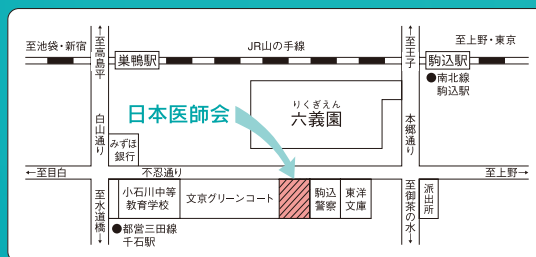 至池袋・新宿
←至高島平
JR山の手線
←至王子
至上野・東京
巣鴨駅
駒込駅
●南北線
駒込駅
白山通り
日本医師会
りくぎえん
六義園
本郷通り
みずほ
銀行
←至目白
不忍通り
至上野→
←至水道橋
小石川中等
教育学校
文京グリーンコート
駒込
警察
東洋
文庫
←至御茶の水
派出所
●都営三田線
千石駅